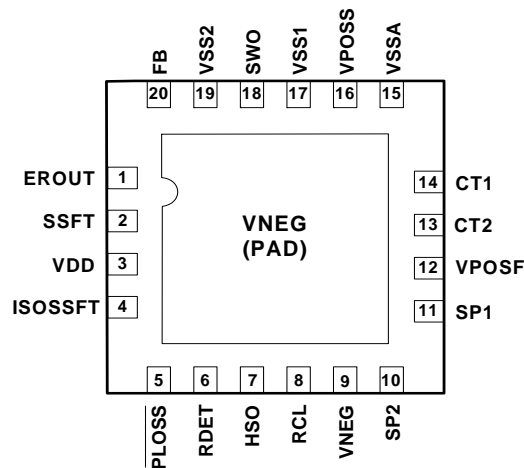 FB
VSS2
SWO
VSS1
VPOSS
VSSA
20
19
18
17
16
15
EROUT 1
SSFT 2
VDD 3
ISOSSFT 4
VNEG
(PAD)
14 CT1
13 CT2
12 VPOSF
11 SP1
5
6
7
8
9
10
PLOSS
RDET
HSO
RCL
VNEG
SP2